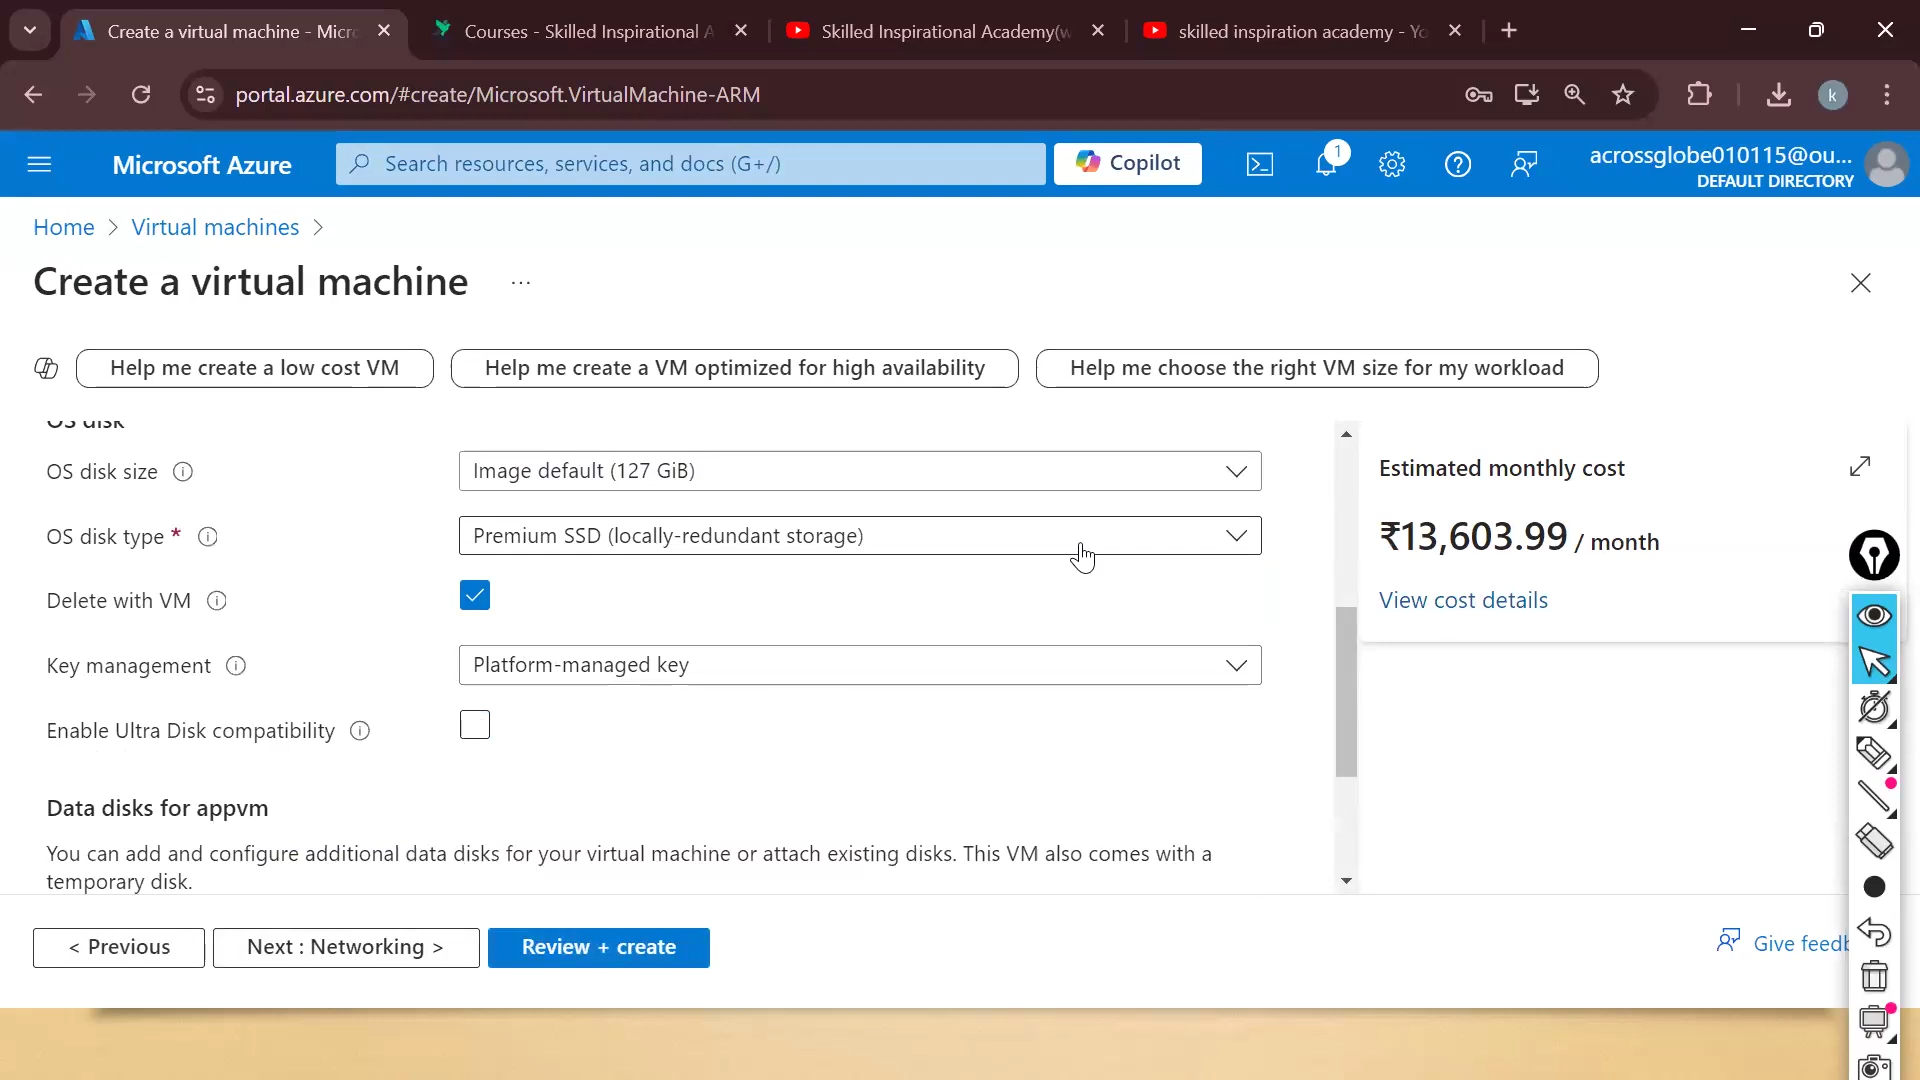 Create a virtual machine - Micro
Courses - Skilled Inspirational A
Skilled Inspirational Academy(w
skilled inspiration academy - Yo
portal.azure.com/#create/Microsoft.VirtualMachine-ARM
k
Microsoft Azure
Search resources, services, and docs (G+/)
Copilot
1
acrossglobe010115@ou...
DEFAULT DIRECTORY
Home > Virtual machines >
Create a virtual machine ...
Help me create a low cost VM
Help me create a VM optimized for high availability
Help me choose the right VM size for my workload
OS disk
OS disk size
Image default (127 GiB)
OS disk type *
Premium SSD (locally-redundant storage)
Delete with VM
Key management
Platform-managed key
Enable Ultra Disk compatibility
Data disks for appvm
You can add and configure additional data disks for your virtual machine or attach existing disks. This VM also comes with a
temporary disk.
Estimated monthly cost
₹13,603.99 / month
View cost details
< Previous
Next : Networking >
Review + create
Give feedb